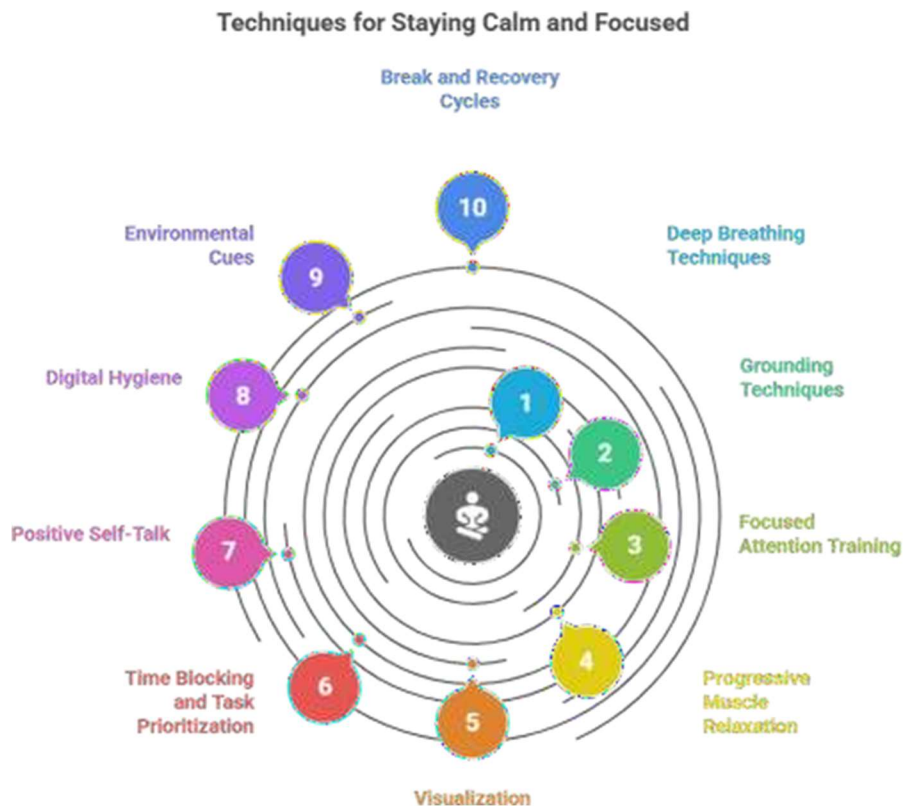 Techniques for Staying Calm and Focused
Break and Recovery
Cycles
10
Environmental
Cues
9
Deep Breathing
Techniques
1
Digital Hygiene
8
Grounding
Techniques
2
Positive Self-Talk
7
Focused
Attention Training
3
Time Blocking
and Task
Prioritization
6
Progressive
Muscle
Relaxation
4
5
Visualization